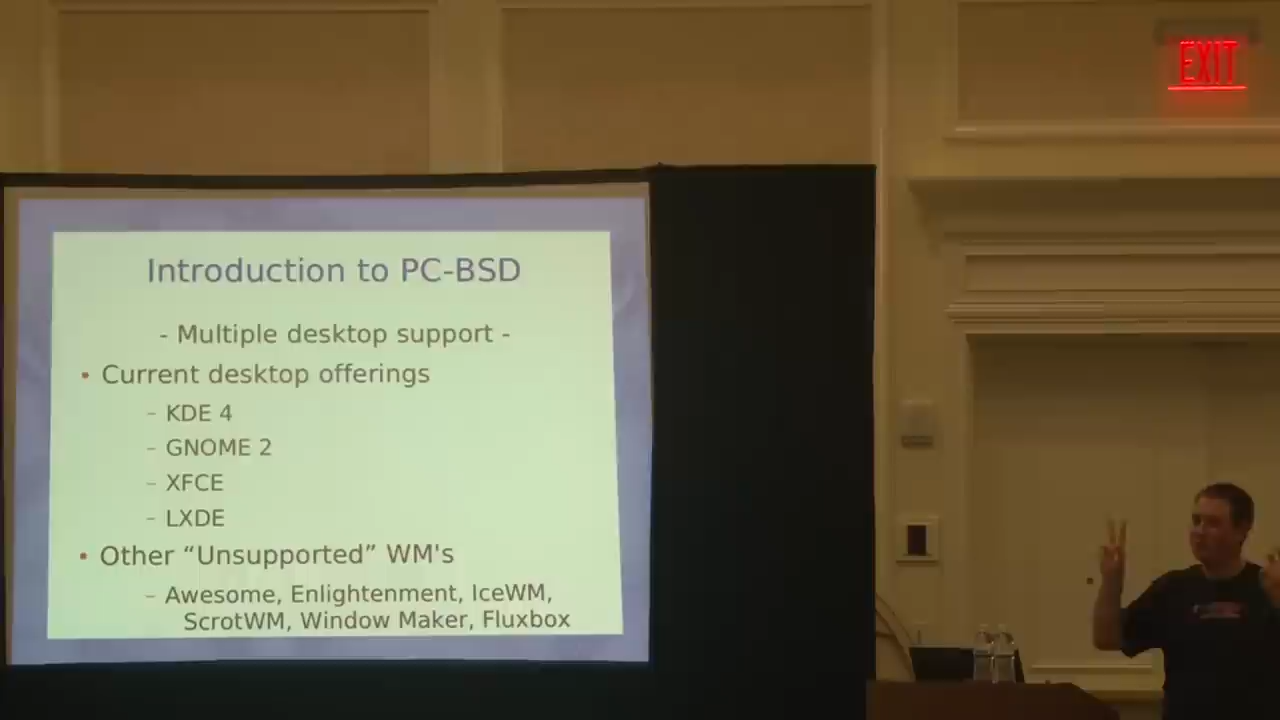 EXIT
Introduction to PC-BSD
- Multiple desktop support -
• Current desktop offerings
– KDE 4
– GNOME 2
– XFCE
– LXDE
• Other “Unsupported” WM's
– Awesome, Enlightenment, IceWM,
ScrotWM, Window Maker, Fluxbox